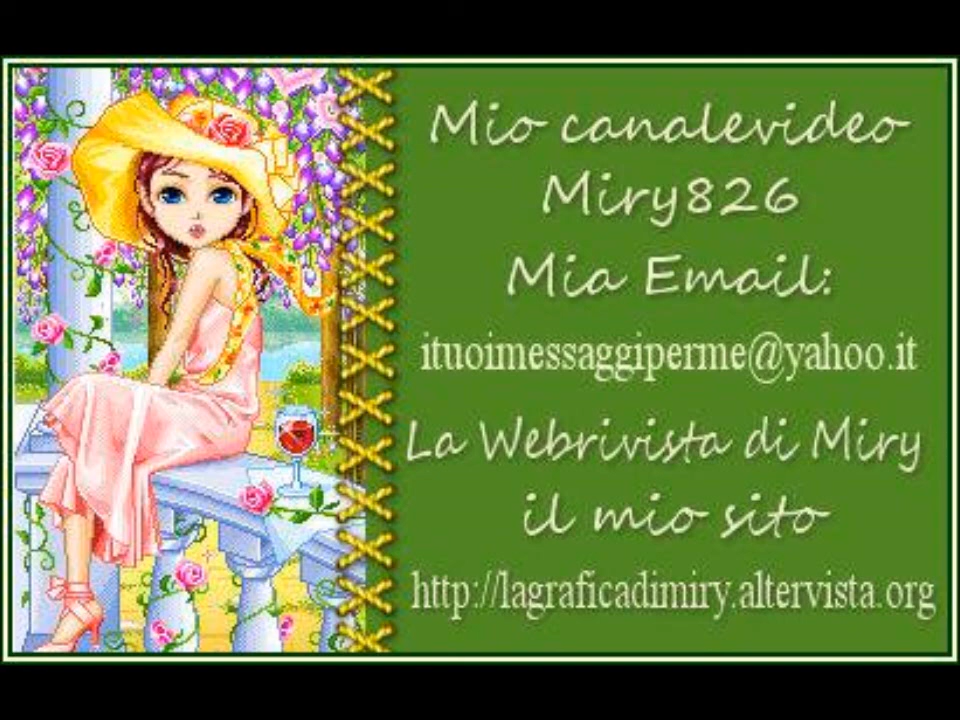 Mio canalevideo
Miry826
Mia Email:
ituoimessaggiperme@yahoo.it
La Webrivista di Miry
il mio sito
http://lagraficadimiry.altervista.org